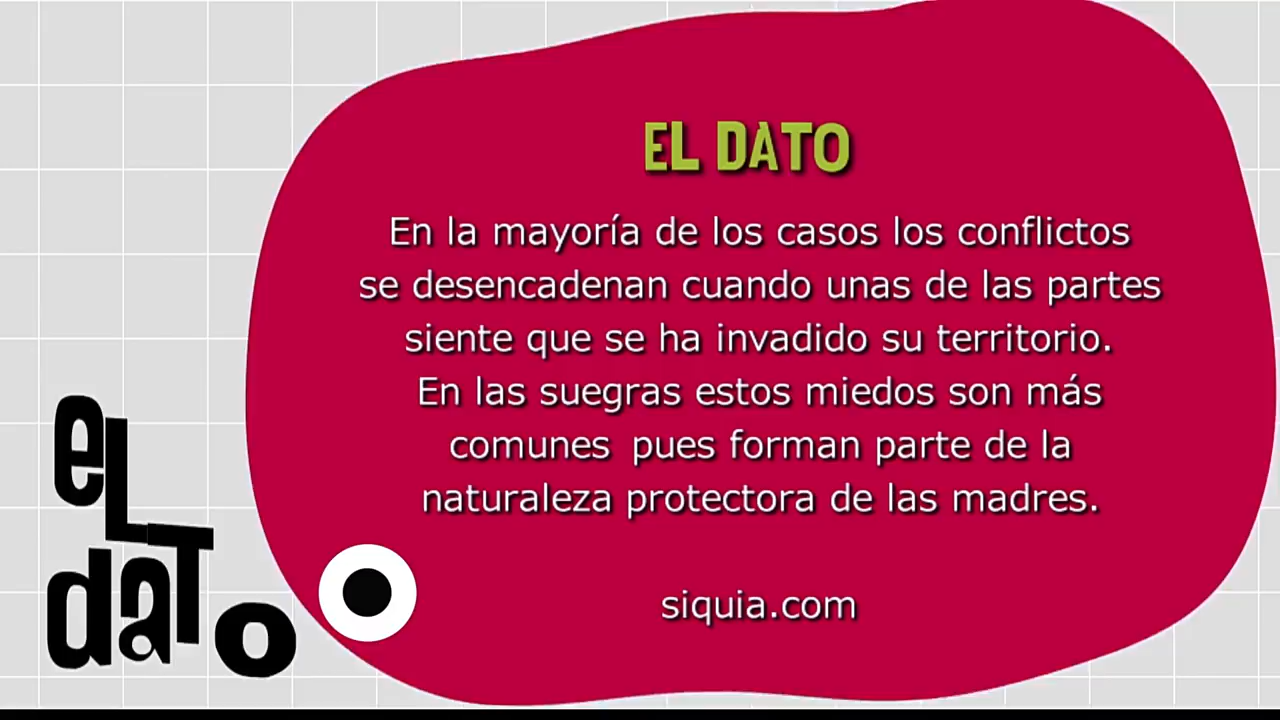 EL DATO
En la mayoría de los casos los conflictos
se desencadenan cuando unas de las partes
siente que se ha invadido su territorio.
En las suegras estos miedos son más
comunes pues forman parte de la
naturaleza protectora de las madres.
siquia.com
eL
daTo